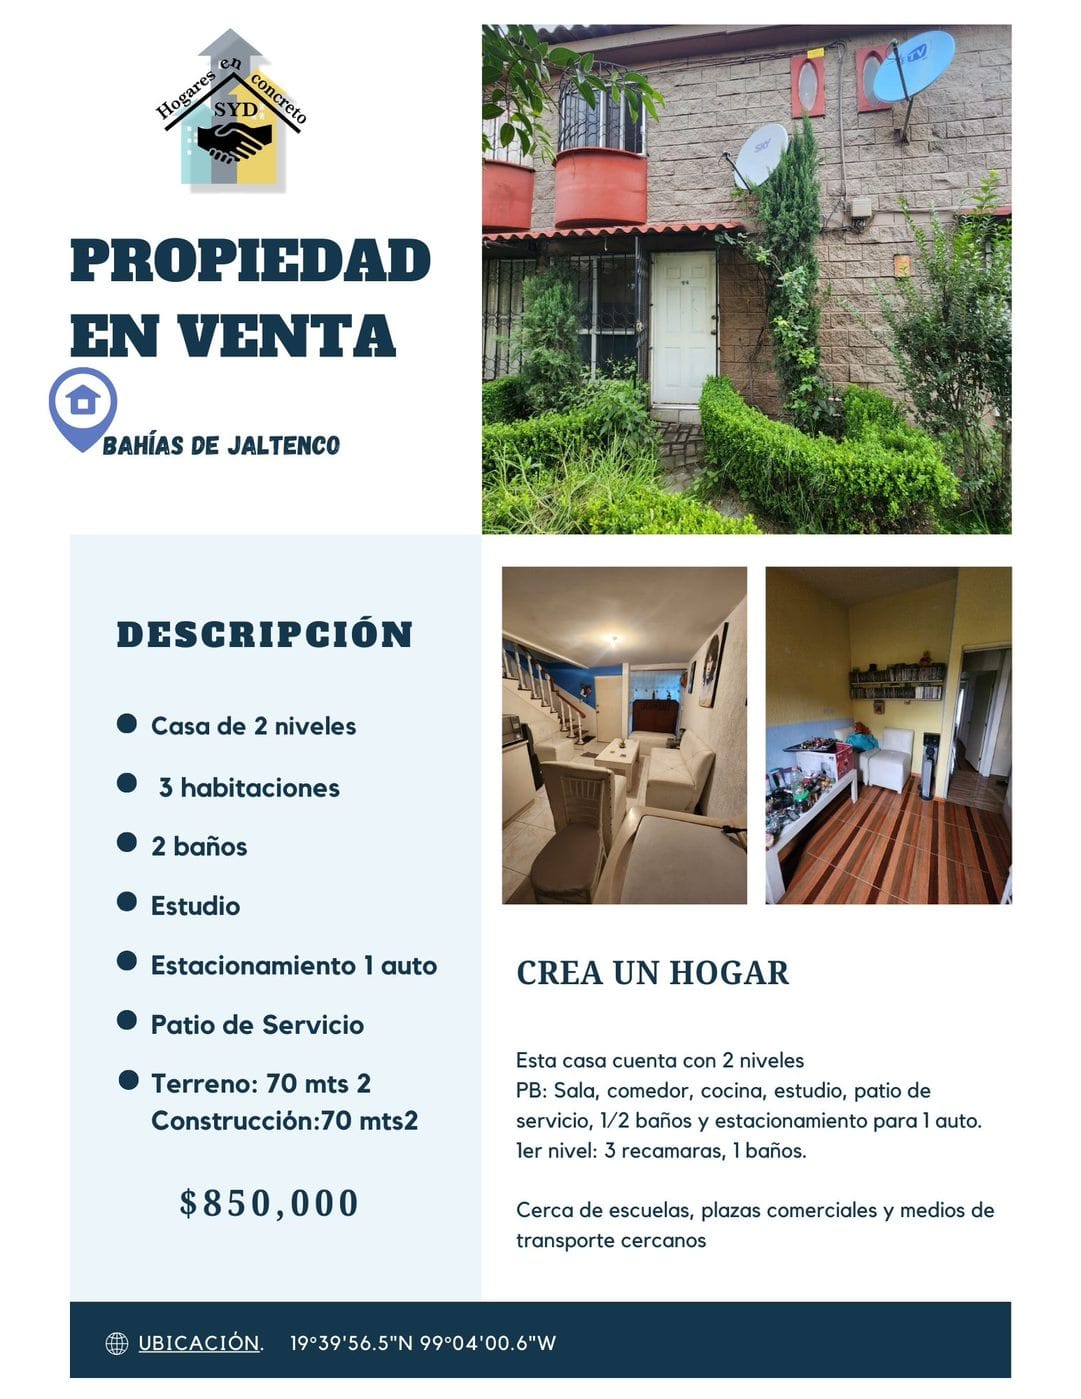 Hogares en concreto
SYD
PROPIEDAD
EN VENTA
BAHÍAS DE JALTENCO
TV
SKY
DESCRIPCIÓN
Casa de 2 niveles
3 habitaciones
2 baños
Estudio
Estacionamiento 1 auto
Patio de Servicio
Terreno: 70 mts 2
Construcción:70 mts2
$850,000
CREA UN HOGAR
Esta casa cuenta con 2 niveles
PB: Sala, comedor, cocina, estudio, patio de
servicio, 1/2 baños y estacionamiento para 1 auto.
1er nivel: 3 recamaras, 1 baños.
Cerca de escuelas, plazas comerciales y medios de
transporte cercanos
UBICACIÓN. 19°39'56.5"N 99°04'00.6"W